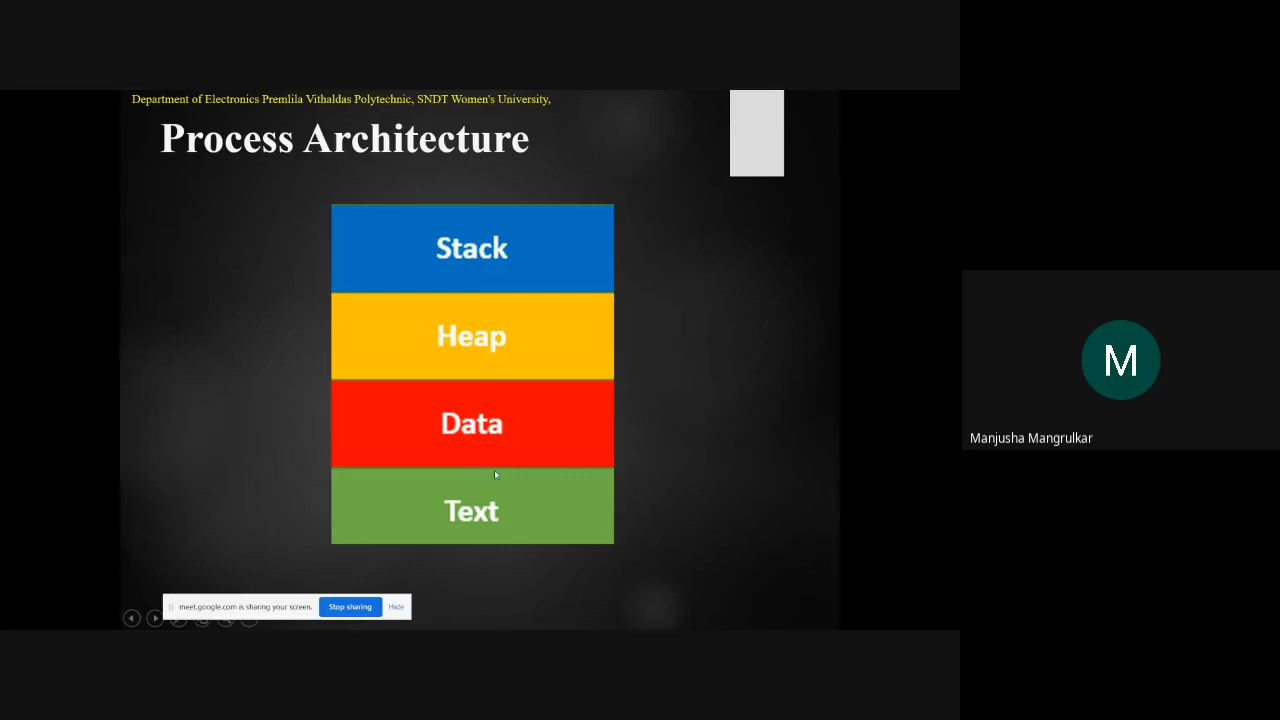 Department of Electronics Premlila Vithaldas Polytechnic, SNDT Women's University,
Process Architecture
Stack
Heap
Data
Text
M
Manjusha Mangrulkar
meet.google.com is sharing your screen.
Stop sharing
Hide